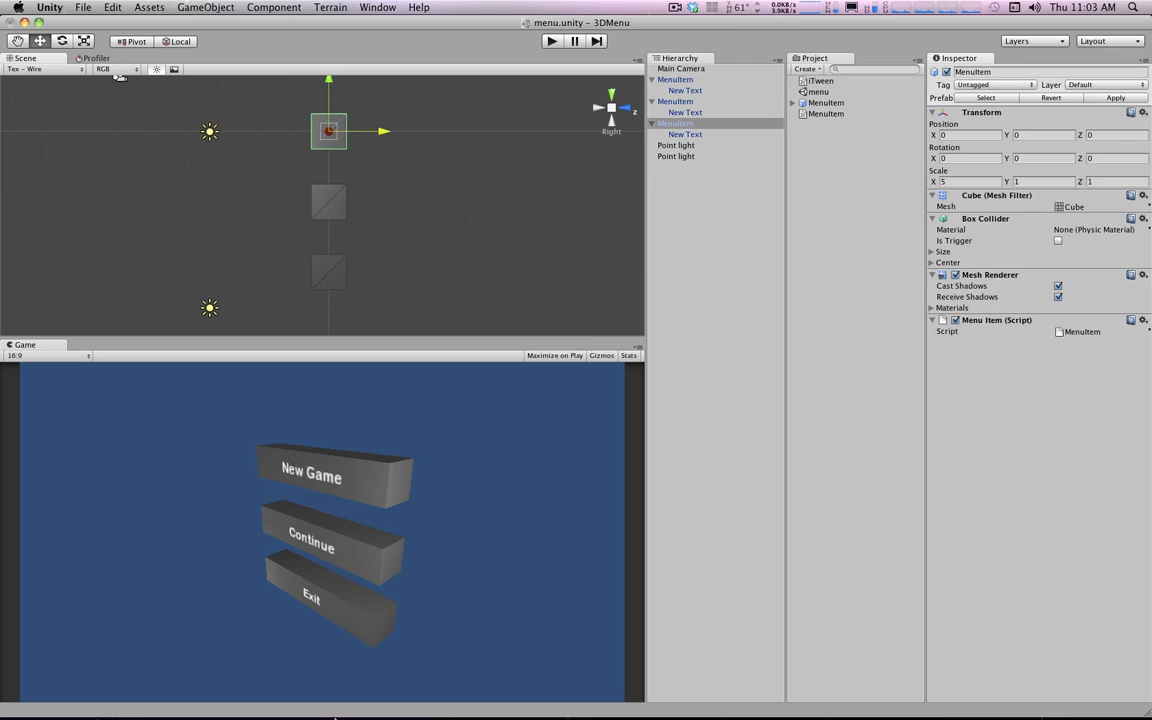 Unity File Edit Assets GameObject Component Terrain Window Help 61° 0.0KB/s 3.9KB/s Thu 11:03 AM
menu.unity - 3DMenu
Pivot Local Layers Layout
Scene Profiler
Tex - Wire RGB
z
Right
Game
16:9 Maximize on Play Gizmos Stats
New Game
Continue
Exit
Hierarchy
Main Camera
MenuItem
New Text
MenuItem
New Text
MenuItem
New Text
Point light
Point light
Project
Create
iTween
menu
MenuItem
MenuItem
Inspector
MenuItem
Tag Untagged Layer Default
Prefab Select Revert Apply
Transform
Position
X 0 Y 0 Z 0
Rotation
X 0 Y 0 Z 0
Scale
X 5 Y 1 Z 1
Cube (Mesh Filter)
Mesh Cube
Box Collider
Material None (Physic Material)
Is Trigger
Size
Center
Mesh Renderer
Cast Shadows
Receive Shadows
Materials
Menu Item (Script)
Script MenuItem